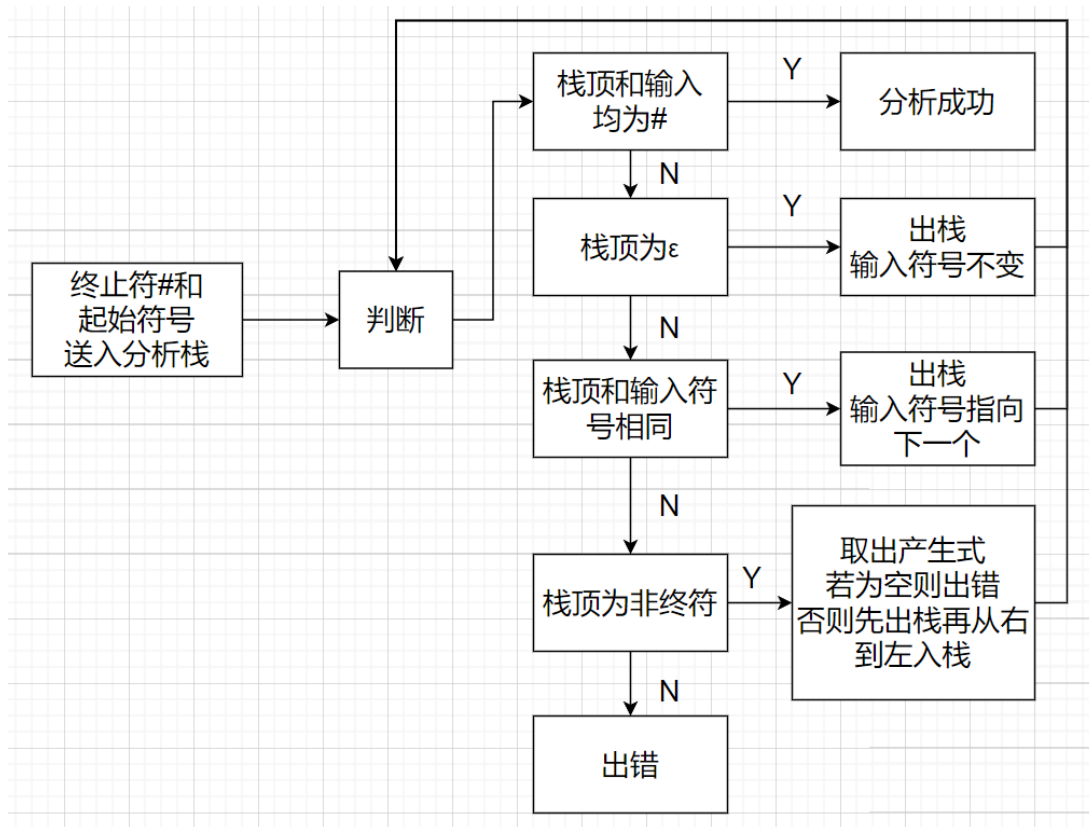 栈顶和输入
均为#
Y
分析成功
N
栈顶为ε
Y
出栈
输入符号不变
终止符#和
起始符号
送入分析栈
判断
N
栈顶和输入符
号相同
Y
出栈
输入符号指向
下一个
N
栈顶为非终符
Y
取出产生式
若为空则出错
否则先出栈再从右
到左入栈
N
出错